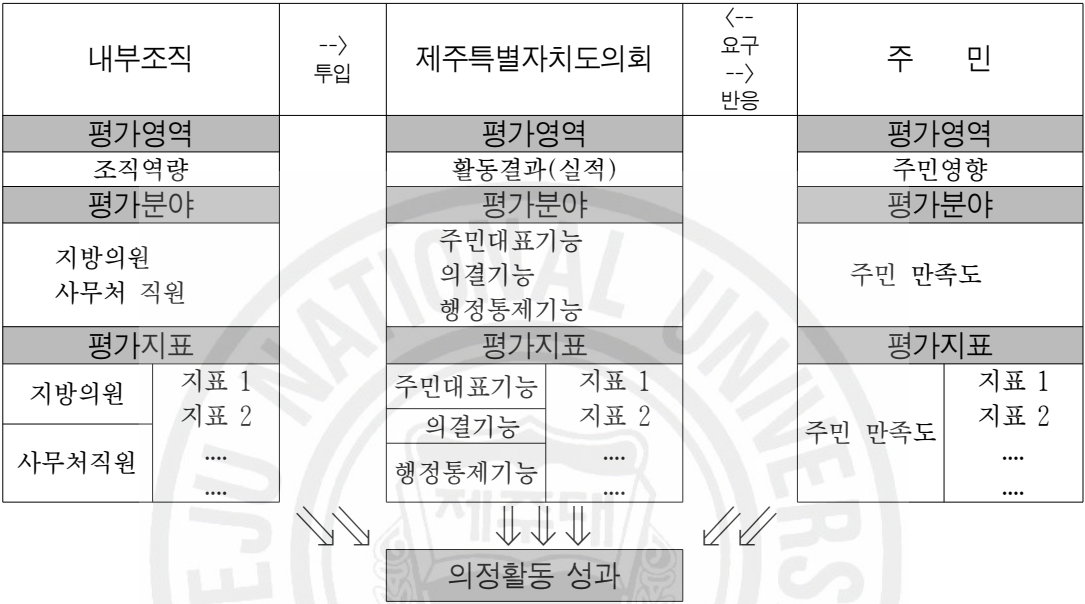 내부조직
-->
투입
제주특별자치도의회
<--
요구
-->
반응
주 민
평가영역
평가영역
평가영역
조직역량
활동결과(실적)
주민영향
평가분야
평가분야
평가분야
지방의원
사무처 직원
주민대표기능
의결기능
행정통제기능
주민 만족도
평가지표
평가지표
평가지표
지방의원
사무처직원
지표 1
지표 2
....
....
주민대표기능
의결기능
행정통제기능
지표 1
지표 2
....
....
주민 만족도
지표 1
지표 2
....
....
의정활동 성과
JEJU NATIONAL UNIVERS
제주대